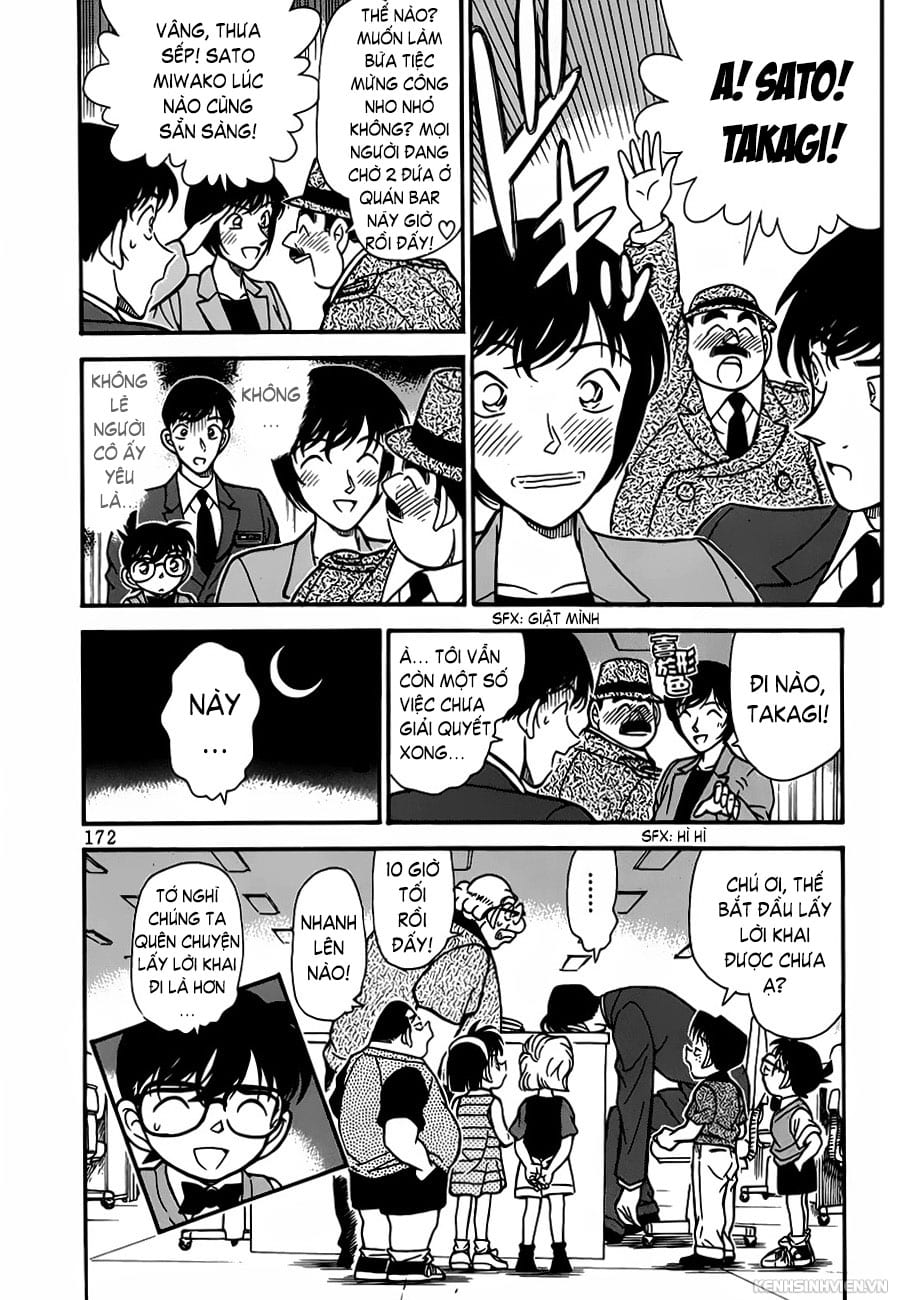 A! SATO!
TAKAGI!
THẾ NÀO?
MUỐN LÀM
BỮA TIỆC
MỪNG CÔNG
NHO NHỎ
KHÔNG? MỌI
NGƯỜI ĐANG
CHỜ 2 ĐỨA Ở
QUÁN BAR
NÃY GIỜ
RỒI ĐẤY!
♡
VÂNG, THƯA
SẾP! SATO
MIWAKO LÚC
NÀO CŨNG
SẴN SÀNG!
KHÔNG
...
KHÔNG
LẼ
NGƯỜI
CÔ ẤY
YÊU
LÀ...
SFX: GIẬT MÌNH
ĐI NÀO,
TAKAGI!
À... TÔI VẪN
CÒN MỘT SỐ
VIỆC CHƯA
GIẢI QUYẾT
XONG...
SFX: HÌ HÌ
NÀY
...
172
CHÚ ƠI, THẾ
BẮT ĐẦU LẤY
LỜI KHAI
ĐƯỢC CHƯA
Ạ?
......
10 GIỜ
TỐI
RỒI
ĐẤY!
NHANH
LÊN
NÀO!
TỚ NGHĨ
CHÚNG TA
QUÊN CHUYỆN
LẤY LỜI KHAI
ĐI LÀ HƠN
...
KENHSINHVIEN.VN